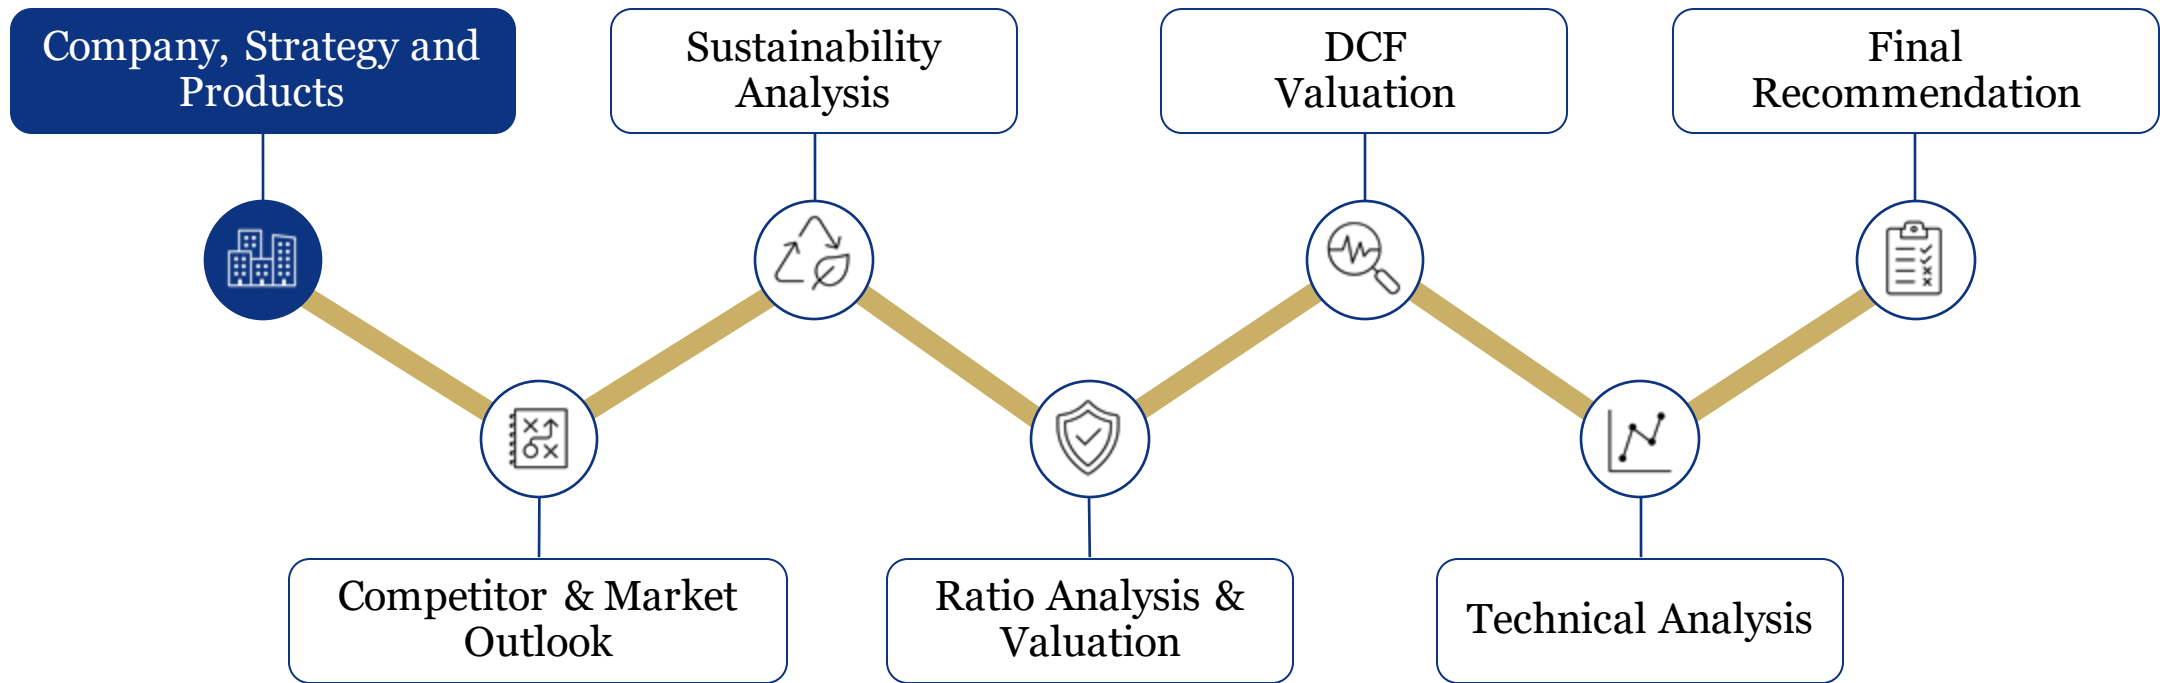 Company, Strategy and
Products
Sustainability
Analysis
DCF
Valuation
Final
Recommendation
Competitor & Market
Outlook
Ratio Analysis &
Valuation
Technical Analysis